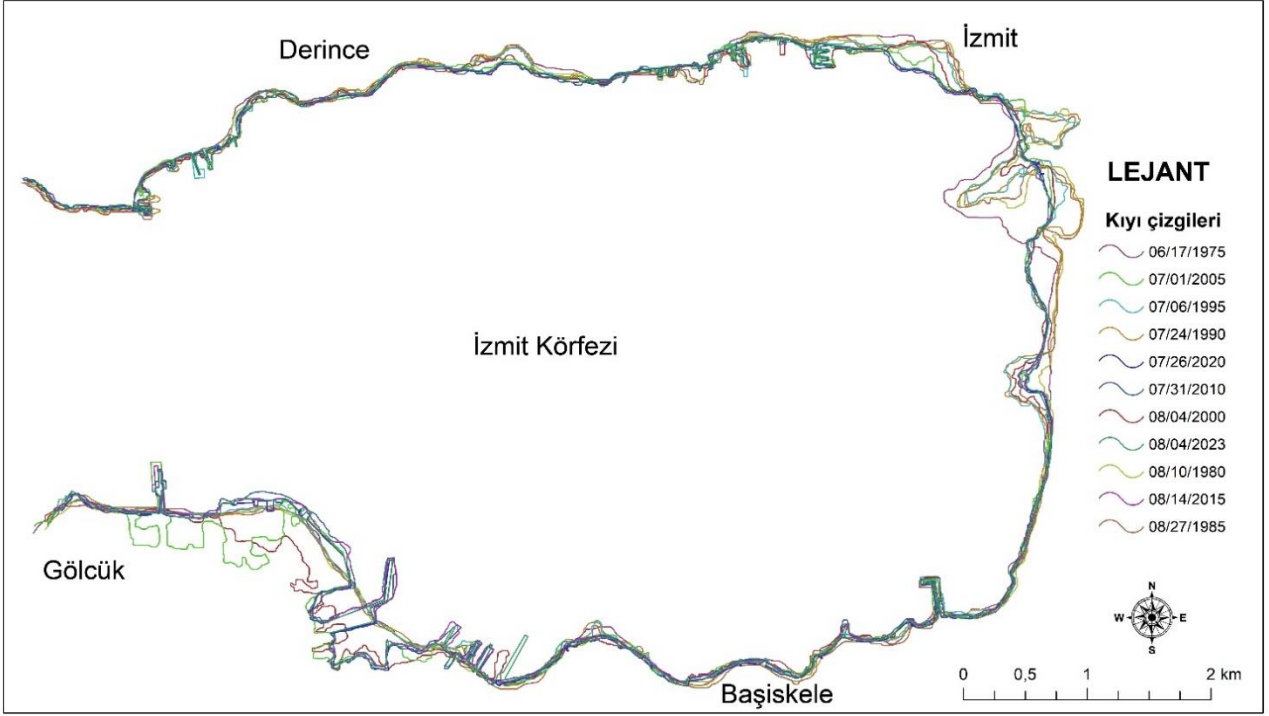 Derince
İzmit
İzmit Körfezi
Gölcük
Başiskele
LEJANT
Kıyı çizgileri
06/17/1975
07/01/2005
07/06/1995
07/24/1990
07/26/2020
07/31/2010
08/04/2000
08/04/2023
08/10/1980
08/14/2015
08/27/1985
N
W E
S
0 0,5 1 2 km